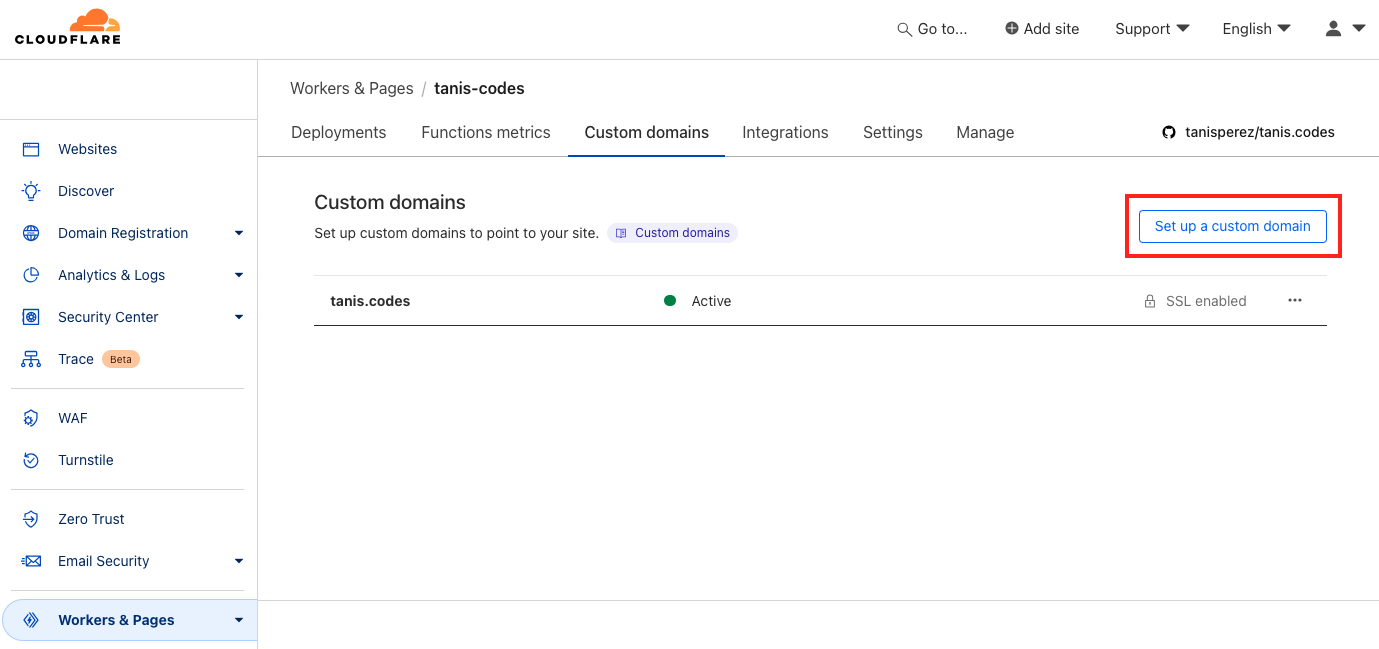 CLOUDFLARE
Go to...
Add site
Support
English
Workers & Pages / tanis-codes
Deployments
Functions metrics
Custom domains
Integrations
Settings
Manage
tanisperez/tanis.codes
Websites
Discover
Domain Registration
Analytics & Logs
Security Center
Trace Beta
WAF
Turnstile
Zero Trust
Email Security
Workers & Pages
Custom domains
Set up custom domains to point to your site. Custom domains
Set up a custom domain
tanis.codes
Active
SSL enabled